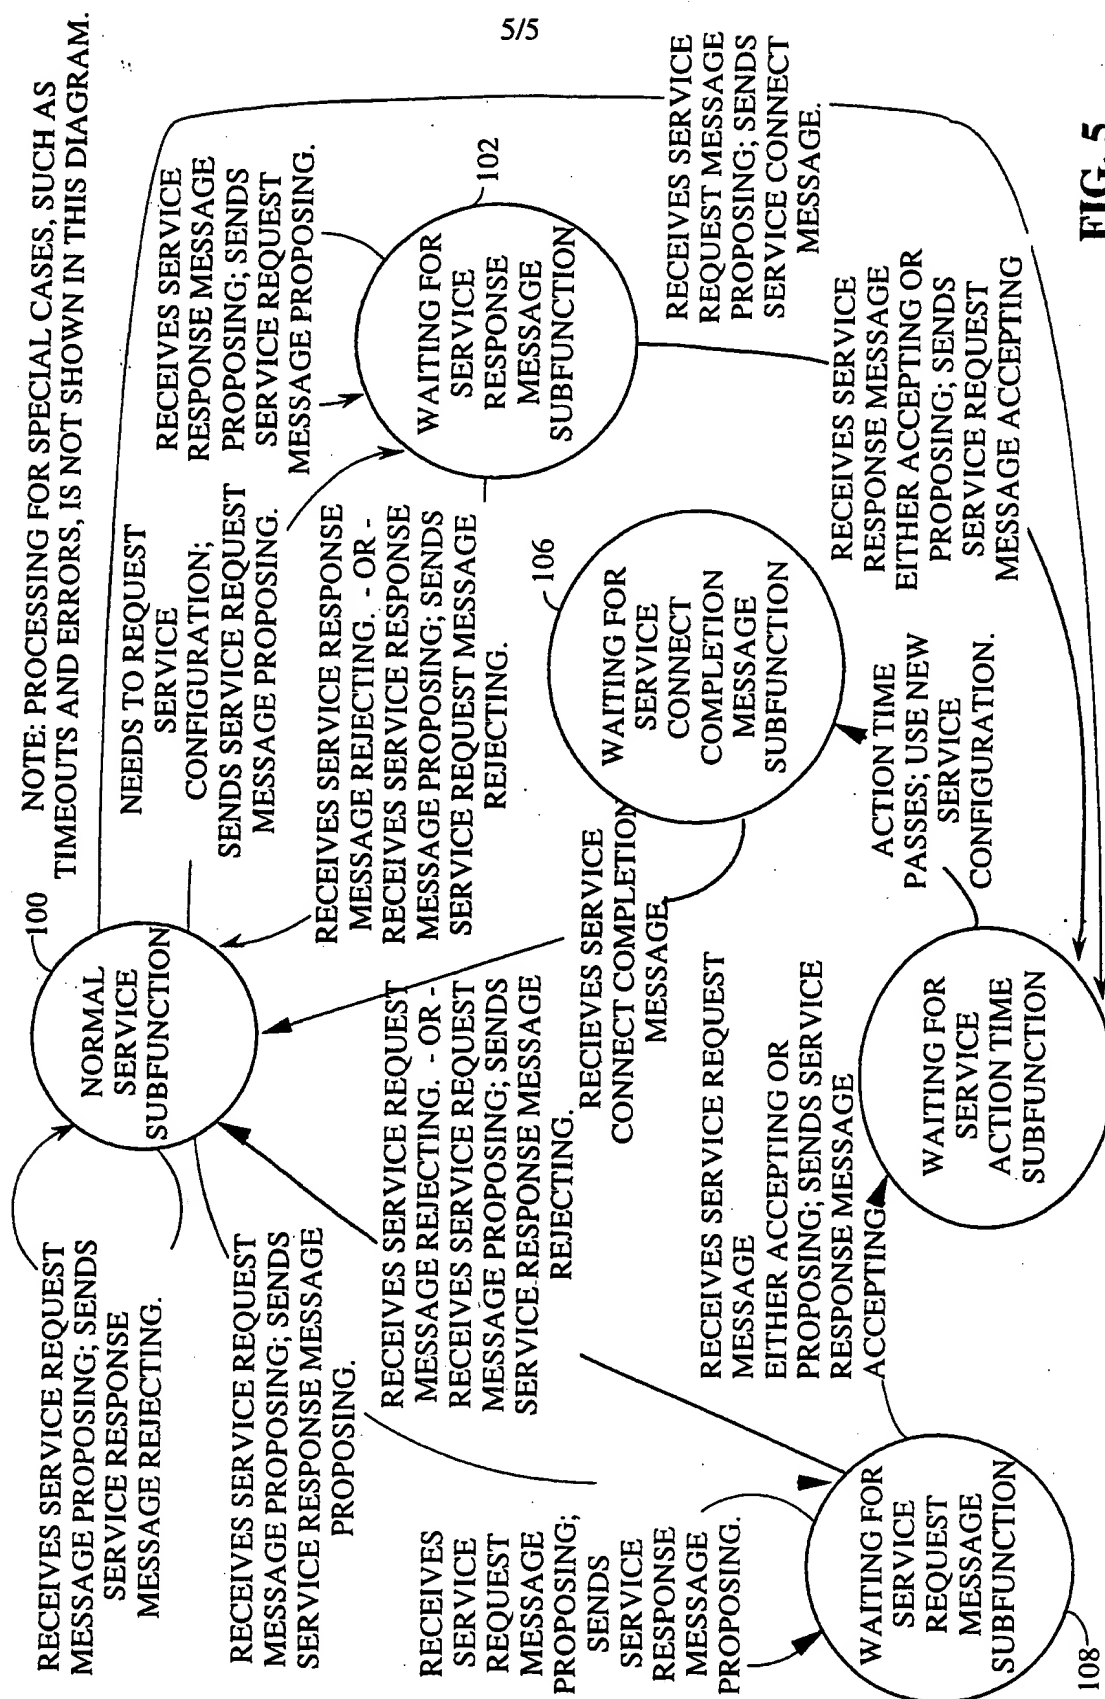 5/5
NOTE: PROCESSING FOR SPECIAL CASES, SUCH AS
TIMEOUTS AND ERRORS, IS NOT SHOWN IN THIS DIAGRAM.
100
NORMAL
SERVICE
SUBFUNCTION
RECEIVES SERVICE REQUEST
MESSAGE PROPOSING; SENDS
SERVICE RESPONSE
MESSAGE REJECTING.
RECEIVES SERVICE REQUEST
MESSAGE PROPOSING; SENDS
SERVICE RESPONSE MESSAGE
PROPOSING.
NEEDS TO REQUEST
SERVICE
CONFIGURATION;
SENDS SERVICE REQUEST
MESSAGE PROPOSING.
RECEIVES SERVICE
RESPONSE MESSAGE
PROPOSING; SENDS
SERVICE REQUEST
MESSAGE PROPOSING.
102
WAITING FOR
SERVICE
RESPONSE
MESSAGE
SUBFUNCTION
RECEIVES SERVICE RESPONSE
MESSAGE REJECTING. - OR -
RECEIVES SERVICE RESPONSE
MESSAGE PROPOSING; SENDS
SERVICE REQUEST MESSAGE
REJECTING.
RECEIVES SERVICE REQUEST
MESSAGE REJECTING. - OR -
RECEIVES SERVICE REQUEST
MESSAGE PROPOSING; SENDS
SERVICE RESPONSE MESSAGE
REJECTING.
106
WAITING FOR
SERVICE
CONNECT
COMPLETION
MESSAGE
SUBFUNCTION
RECIEVES SERVICE
CONNECT COMPLETION
MESSAGE.
RECEIVES SERVICE
REQUEST MESSAGE
PROPOSING; SENDS
SERVICE CONNECT
MESSAGE.
RECEIVES
SERVICE
REQUEST
MESSAGE
PROPOSING;
SENDS
SERVICE
RESPONSE
MESSAGE
PROPOSING.
RECEIVES SERVICE REQUEST
MESSAGE
EITHER ACCEPTING OR
PROPOSING; SENDS SERVICE
RESPONSE MESSAGE
ACCEPTING.
ACTION TIME
PASSES; USE NEW
SERVICE
CONFIGURATION.
RECEIVES SERVICE
RESPONSE MESSAGE
EITHER ACCEPTING OR
PROPOSING; SENDS
SERVICE REQUEST
MESSAGE ACCEPTING
WAITING FOR
SERVICE
REQUEST
MESSAGE
SUBFUNCTION
108
WAITING FOR
SERVICE
ACTION TIME
SUBFUNCTION
FIG. 5